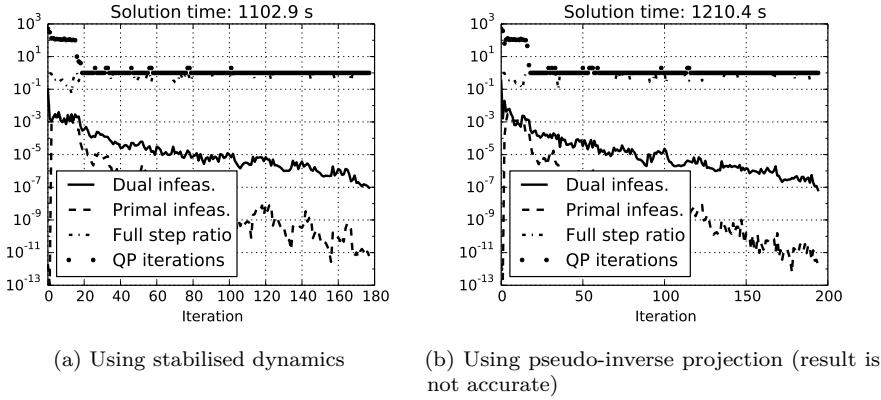 Solution time: 1102.9 s
10^3
10^1
10^-1
10^-3
10^-5
10^-7
10^-9
10^-11
10^-13
Dual infeas.
Primal infeas.
Full step ratio
QP iterations
0 20 40 60 80 100 120 140 160 180
Iteration
(a) Using stabilised dynamics
Solution time: 1210.4 s
10^3
10^1
10^-1
10^-3
10^-5
10^-7
10^-9
10^-11
10^-13
Dual infeas.
Primal infeas.
Full step ratio
QP iterations
0 50 100 150 200
Iteration
(b) Using pseudo-inverse projection (result is
not accurate)